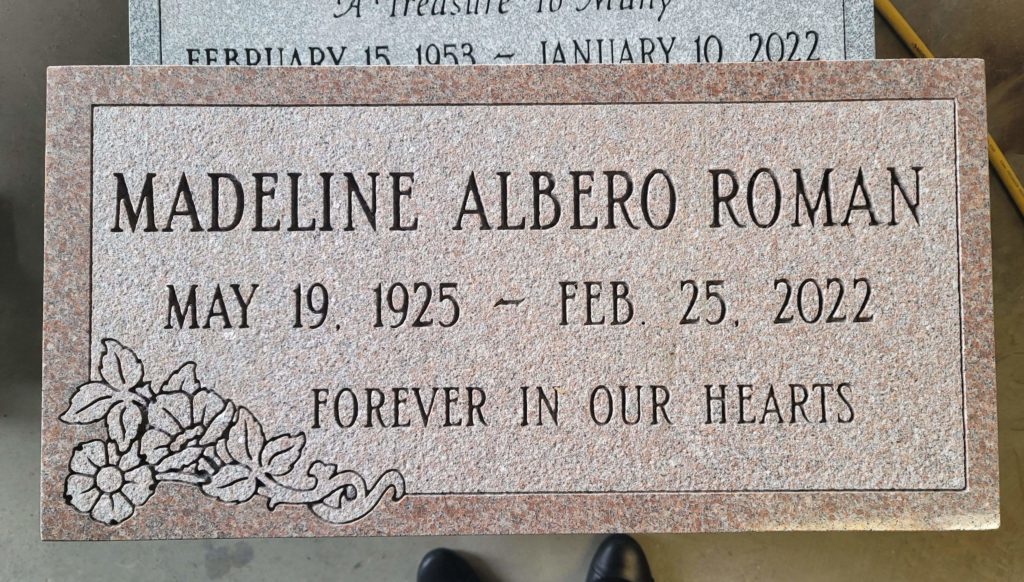 A Treasure To Many
FEBRUARY 15, 1953 – JANUARY 10, 2022
MADELINE ALBERO ROMAN
MAY 19, 1925 – FEB. 25, 2022
FOREVER IN OUR HEARTS